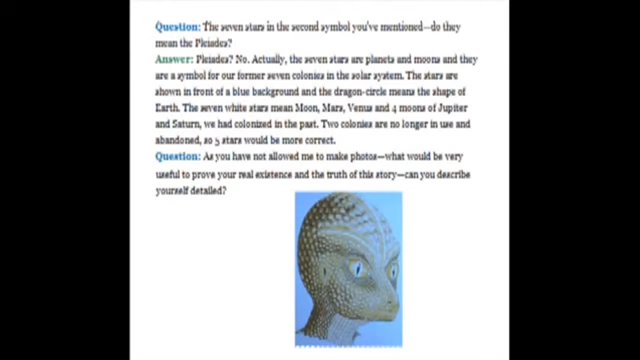 Question: The seven stars in the second symbol you've mentioned—do they
mean the Pleiades?
Answer: Pleiades? No. Actually, the seven stars are planets and moons and they
are a symbol for our former seven colonies in the solar system. The stars are
shown in front of a blue background and the dragon-circle means the shape of
Earth. The seven white stars mean Moon, Mars, Venus and 4 moons of Jupiter
and Saturn, we had colonized in the past. Two colonies are no longer in use and
abandoned, so 5 stars would be more correct.
Question: As you have not allowed me to make photos—what would be very
useful to prove your real existence and the truth of this story—can you describe
yourself detailed?